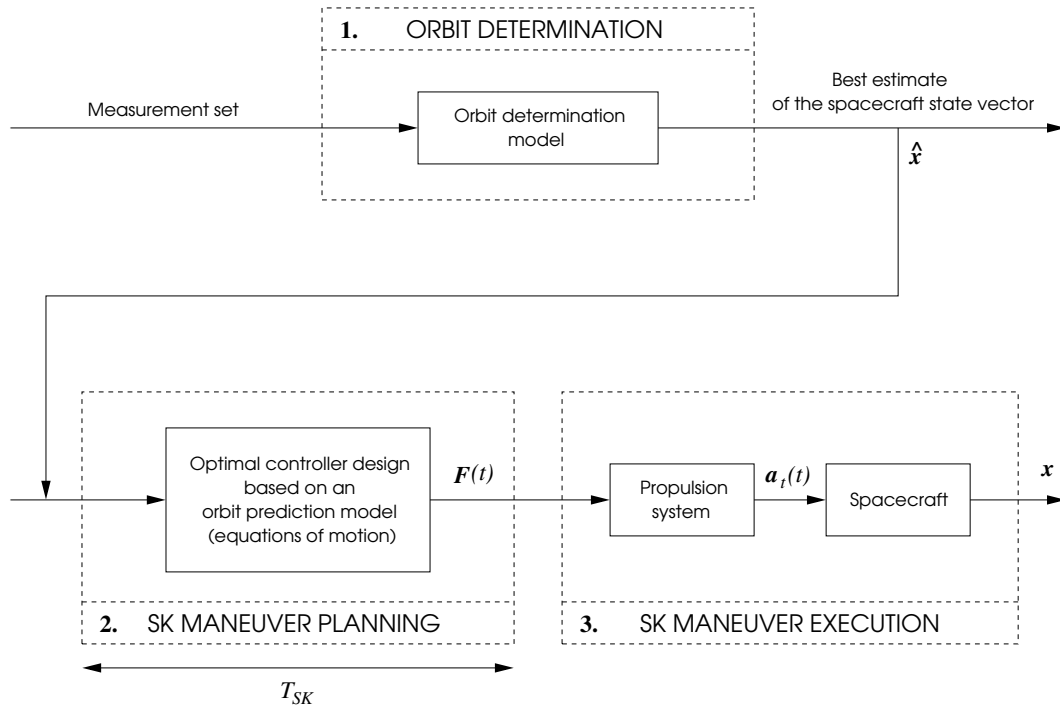 1. ORBIT DETERMINATION
Measurement set
Orbit determination
model
Best estimate
of the spacecraft state vector
x̂
Optimal controller design
based on an
orbit prediction model
(equations of motion)
F(t)
Propulsion
system
a_t(t)
Spacecraft
x
2. SK MANEUVER PLANNING
3. SK MANEUVER EXECUTION
T_SK